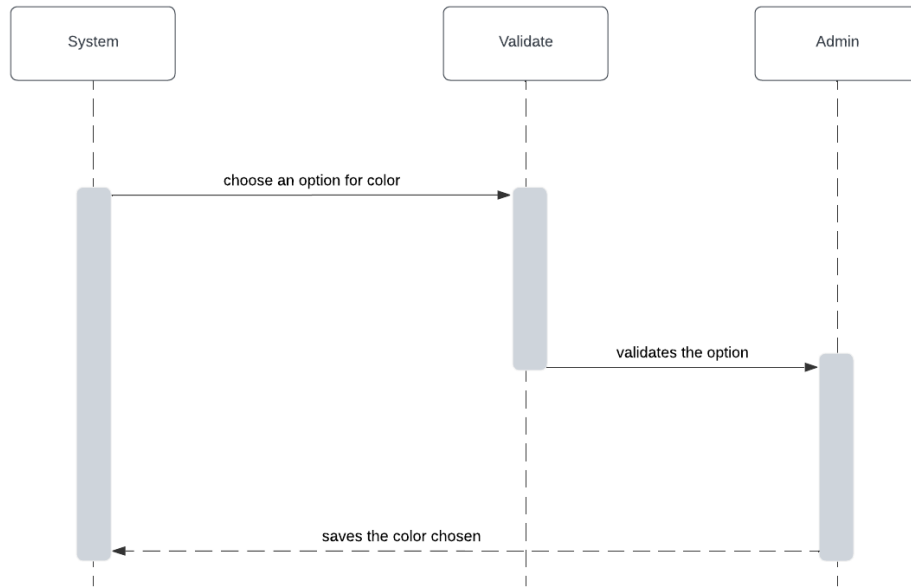 System
Validate
Admin
choose an option for color
validates the option
saves the color chosen